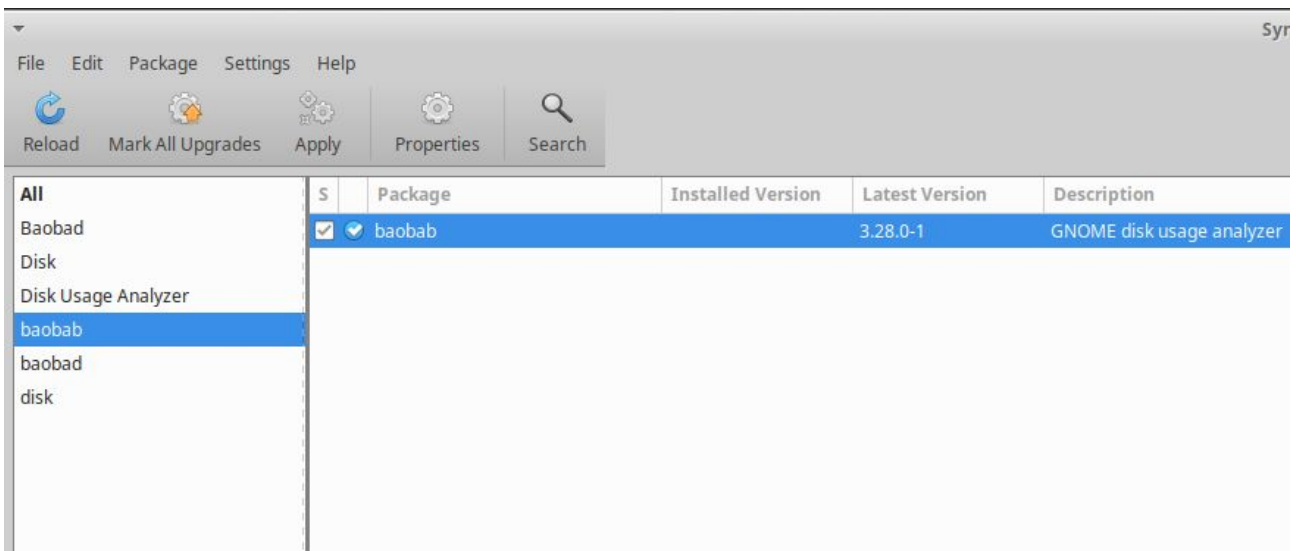 Syn
File Edit Package Settings Help
Reload Mark All Upgrades Apply Properties Search
All
Baobad
Disk
Disk Usage Analyzer
baobab
baobad
disk
S Package Installed Version Latest Version Description
baobab 3.28.0-1 GNOME disk usage analyzer